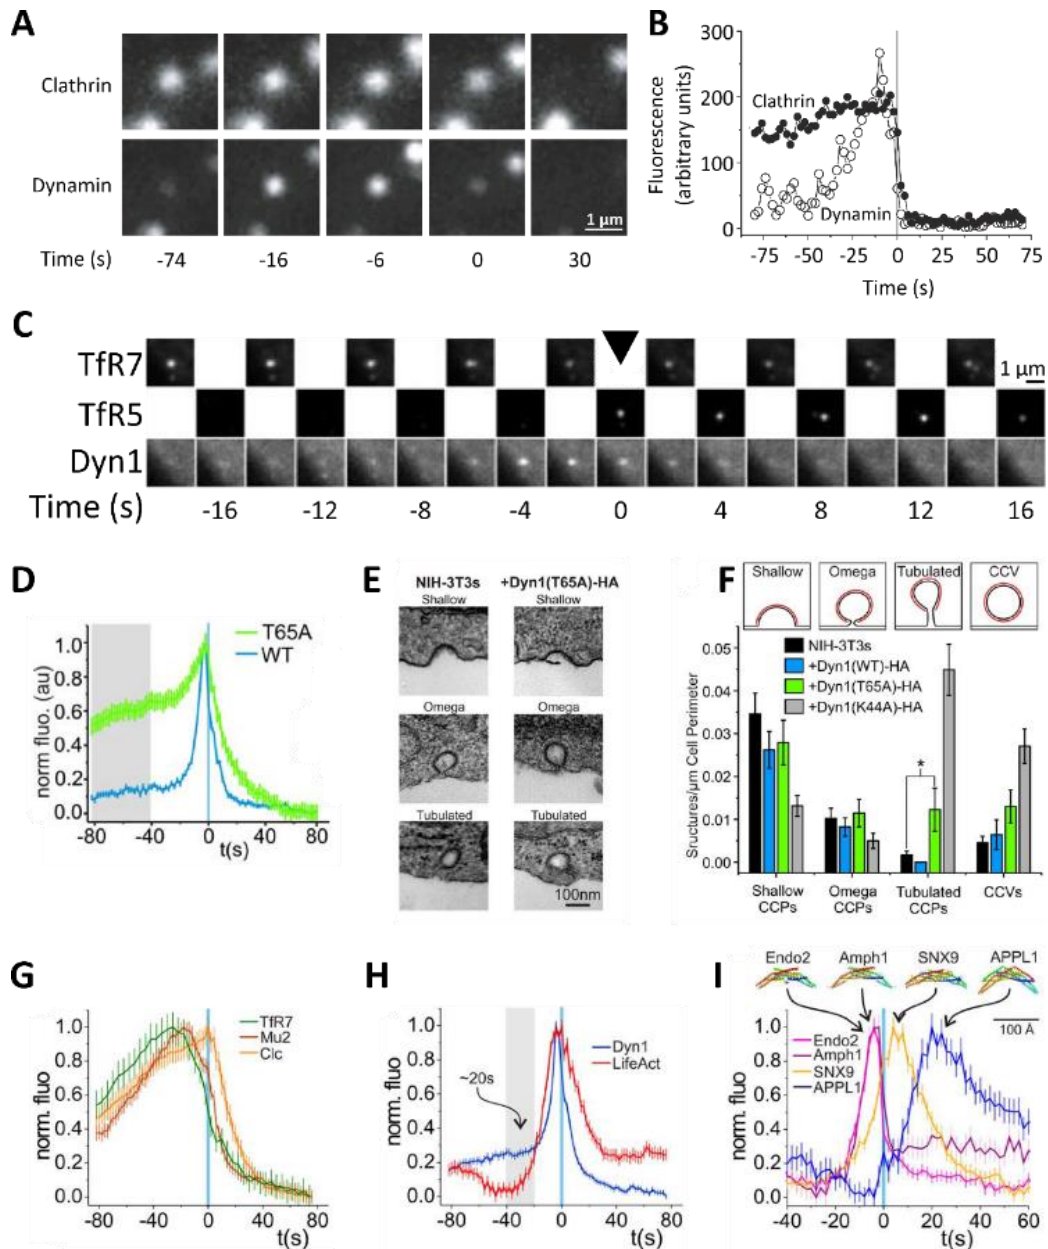 A
Clathrin
Dynamin
1 µm
Time (s)
-74
-16
-6
0
30
B
Fluorescence
(arbitrary units)
300
200
100
0
Clathrin
Dynamin
-75
-50
-25
0
25
50
75
Time (s)
C
TfR7
TfR5
Dyn1
1 µm
Time (s)
-16
-12
-8
-4
0
4
8
12
16
D
norm fluo. (au)
1.0
0.8
0.6
0.4
0.2
0.0
T65A
WT
-80
-40
0
40
80
t(s)
E
NIH-3T3s
+Dyn1(T65A)-HA
Shallow
Shallow
Omega
Omega
Tubulated
Tubulated
100nm
F
Shallow
Omega
Tubulated
CCV
Sructures/µm Cell Perimeter
0.05
0.04
0.03
0.02
0.01
0.00
NIH-3T3s
+Dyn1(WT)-HA
+Dyn1(T65A)-HA
+Dyn1(K44A)-HA
*
Shallow
CCPs
Omega
CCPs
Tubulated
CCPs
CCVs
G
norm. fluo
1.0
0.8
0.6
0.4
0.2
0.0
TfR7
Mu2
Clc
-80
-40
0
40
80
t(s)
H
norm. fluo
1.0
0.8
0.6
0.4
0.2
0.0
Dyn1
LifeAct
~20s
-80
-40
0
40
80
t(s)
I
Endo2
Amph1
SNX9
APPL1
100 Å
norm. fluo
1.0
0.8
0.6
0.4
0.2
0.0
Endo2
Amph1
SNX9
APPL1
-40
-20
0
20
40
60
t(s)